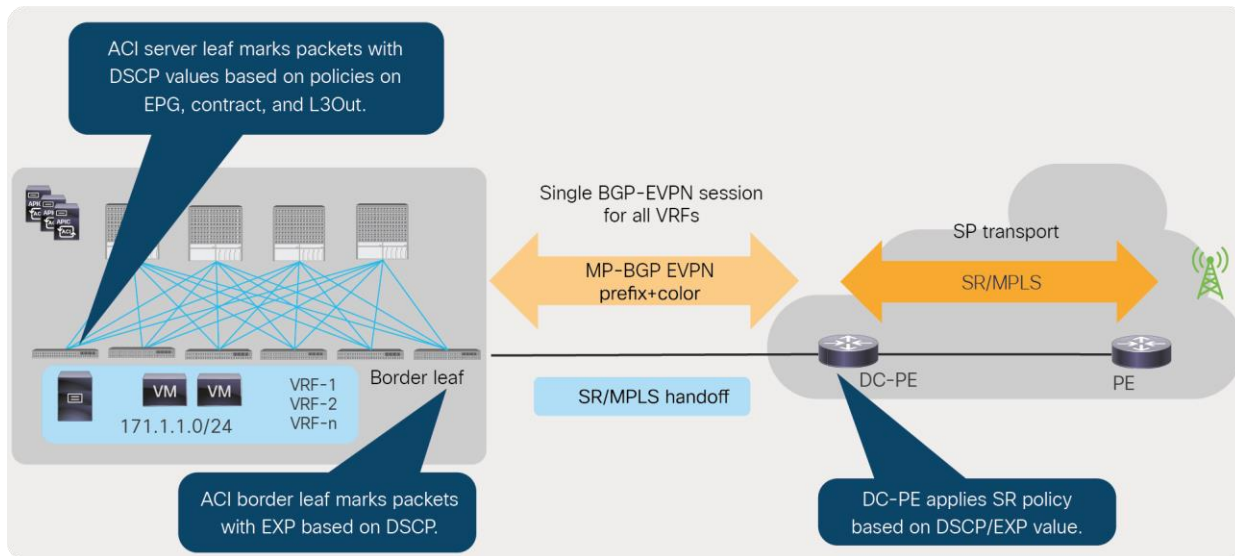 ACI server leaf marks packets with
DSCP values based on policies on
EPG, contract, and L3Out.
APIC
ACI
Single BGP-EVPN session
for all VRFs
MP-BGP EVPN
prefix+color
SP transport
SR/MPLS
Border leaf
VM
VM
171.1.1.0/24
VRF-1
VRF-2
VRF-n
SR/MPLS handoff
DC-PE
PE
ACI border leaf marks packets
with EXP based on DSCP.
DC-PE applies SR policy
based on DSCP/EXP value.